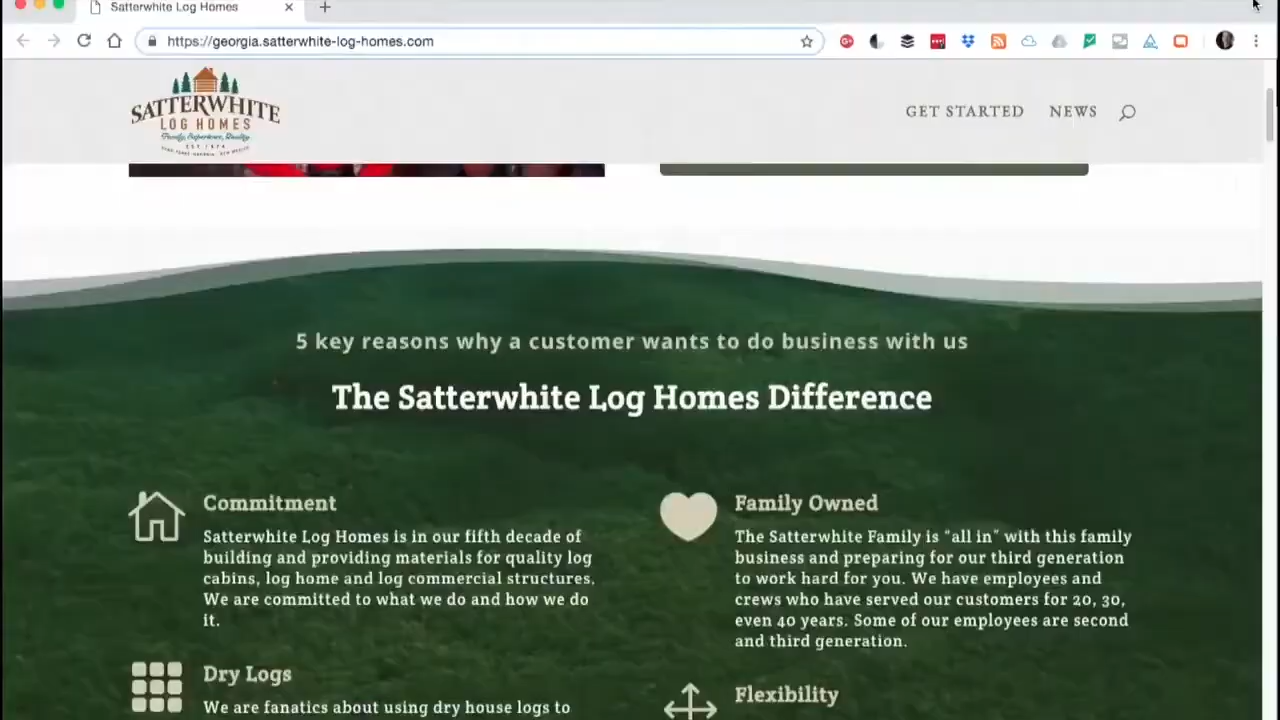 Satterwhite Log Homes
https://georgia.satterwhite-log-homes.com
SATTERWHITE
LOG HOMES
Family, Experience, Quality
EST 1974
GET STARTED
NEWS
5 key reasons why a customer wants to do business with us
The Satterwhite Log Homes Difference
Commitment
Satterwhite Log Homes is in our fifth decade of
building and providing materials for quality log
cabins, log home and log commercial structures.
We are committed to what we do and how we do
it.
Family Owned
The Satterwhite Family is "all in" with this family
business and preparing for our third generation
to work hard for you. We have employees and
crews who have served our customers for 20, 30,
even 40 years. Some of our employees are second
and third generation.
Dry Logs
We are fanatics about using dry house logs to
Flexibility